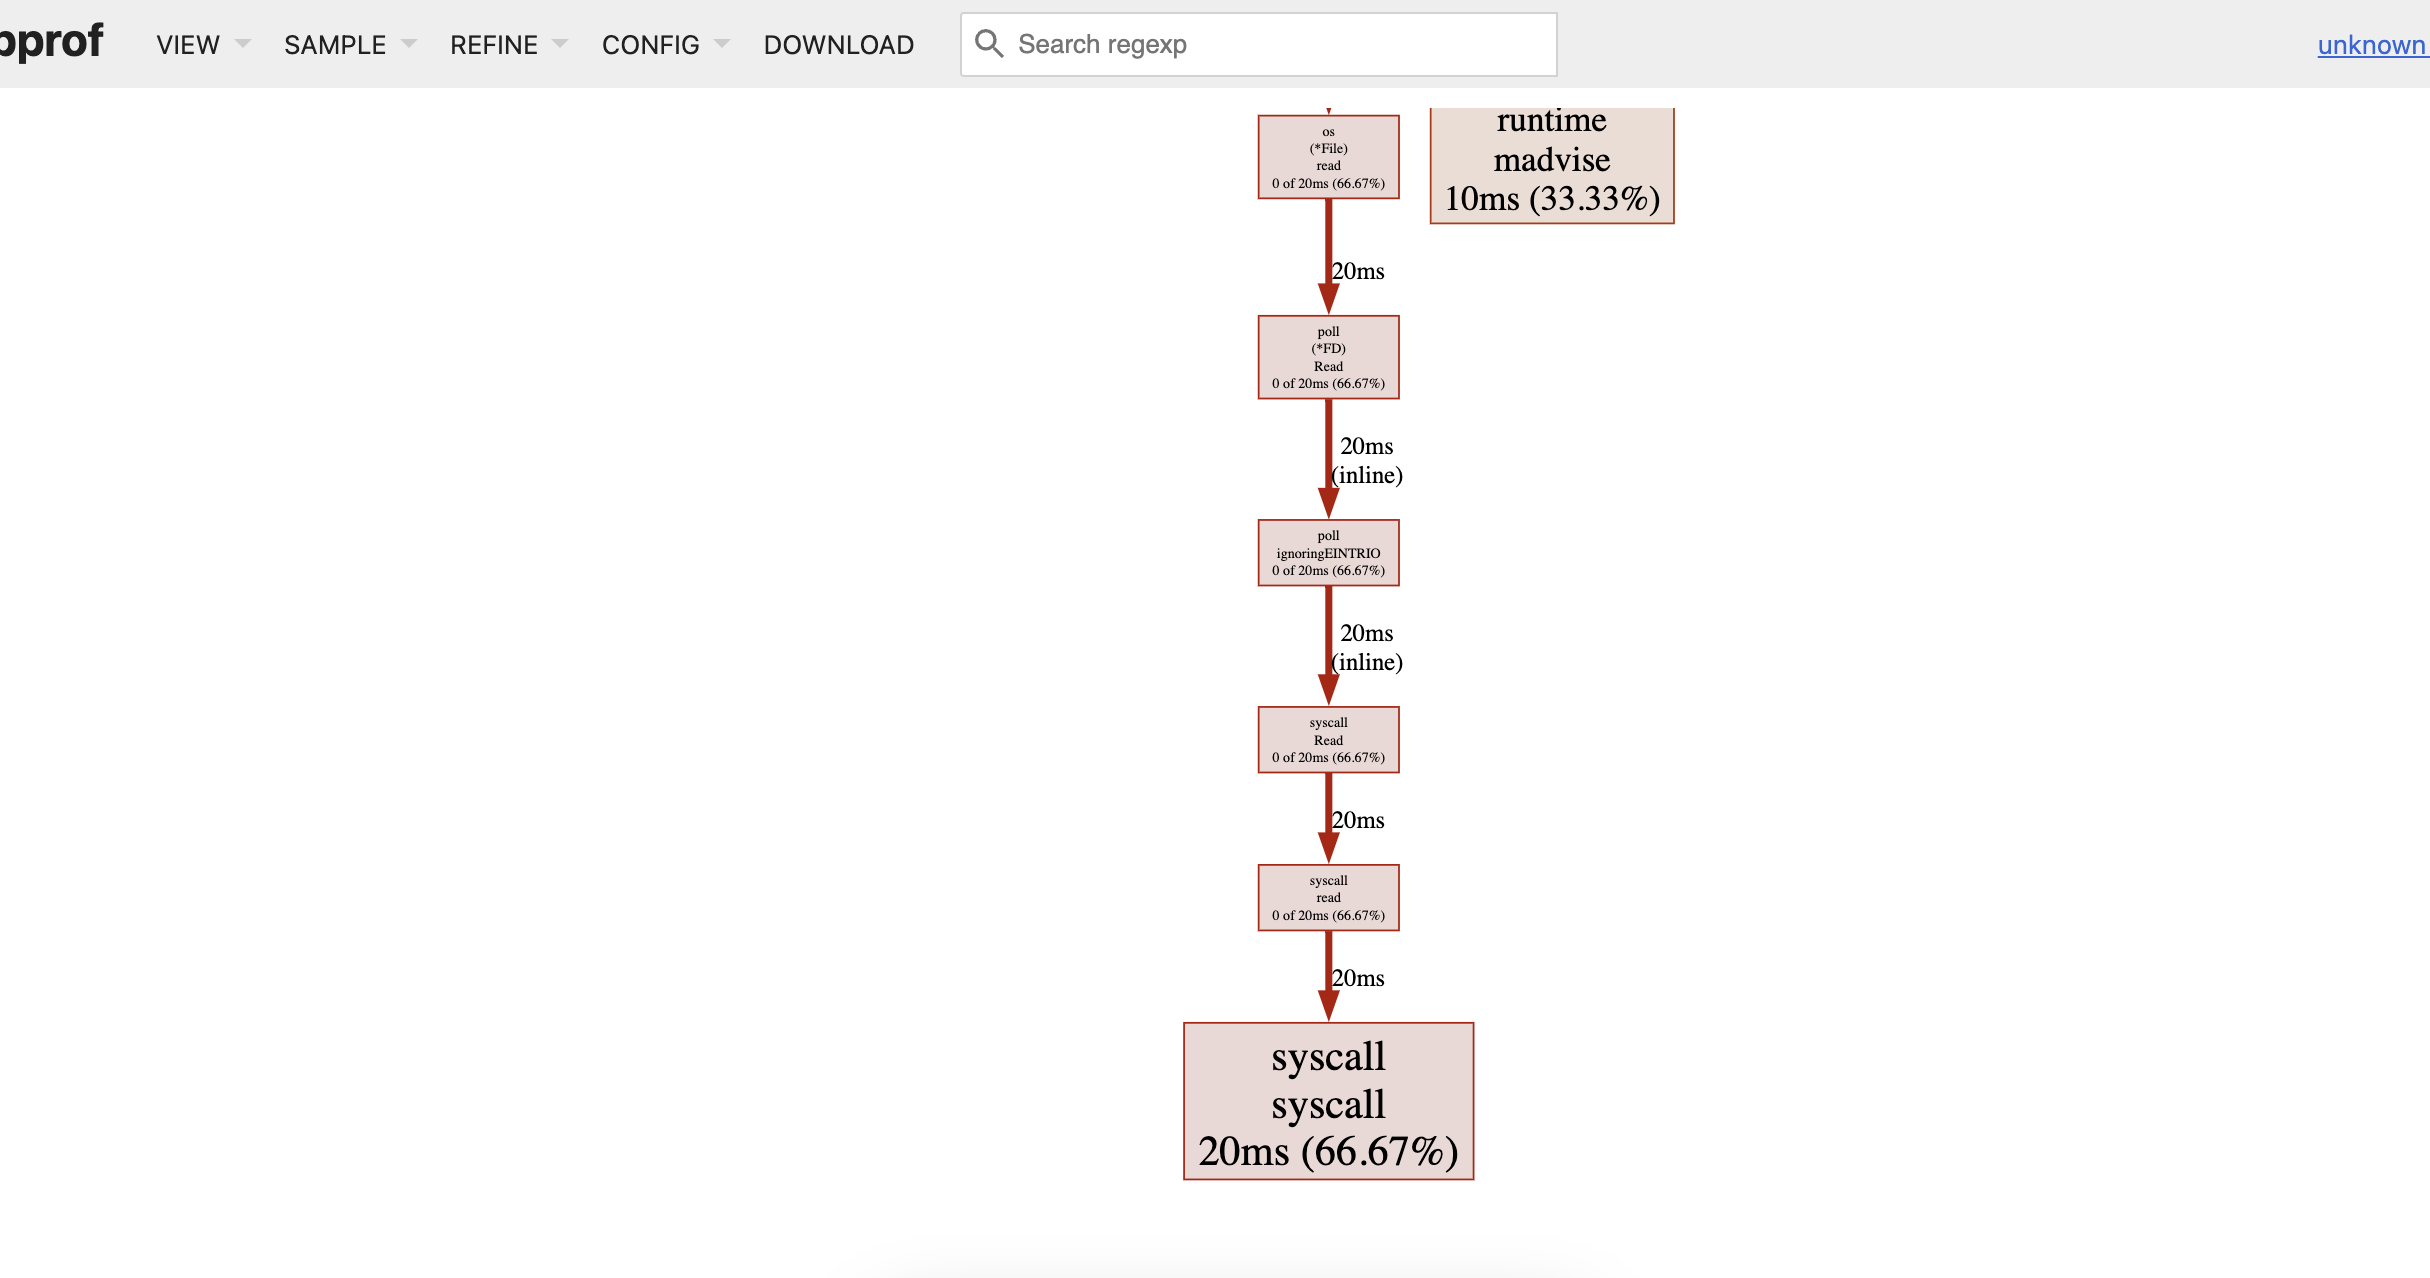 pprof
VIEW
SAMPLE
REFINE
CONFIG
DOWNLOAD
Search regexp
unknown
os
(*File)
read
0 of 20ms (66.67%)
runtime
madvise
10ms (33.33%)
20ms
poll
(*FD)
Read
0 of 20ms (66.67%)
20ms
(inline)
poll
ignoringEINTRIO
0 of 20ms (66.67%)
20ms
(inline)
syscall
Read
0 of 20ms (66.67%)
20ms
syscall
read
0 of 20ms (66.67%)
20ms
syscall
syscall
20ms (66.67%)